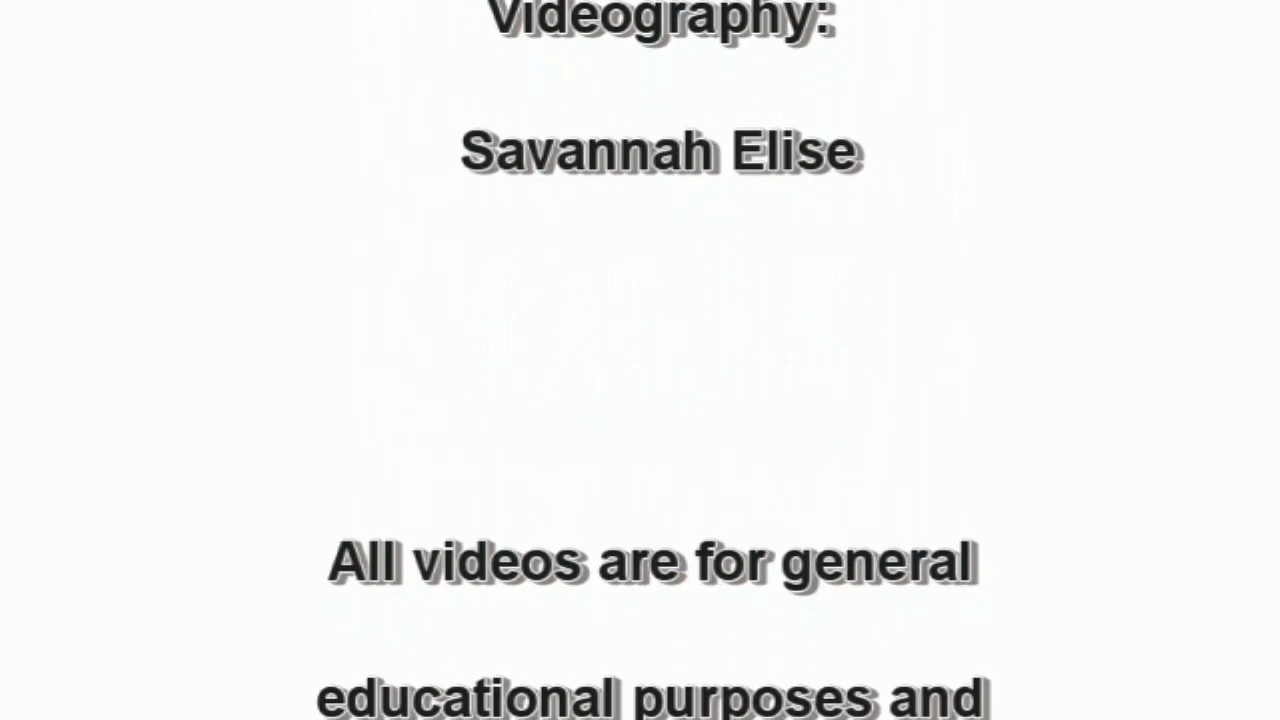 Videography:
Savannah Elise
All videos are for general
educational purposes and